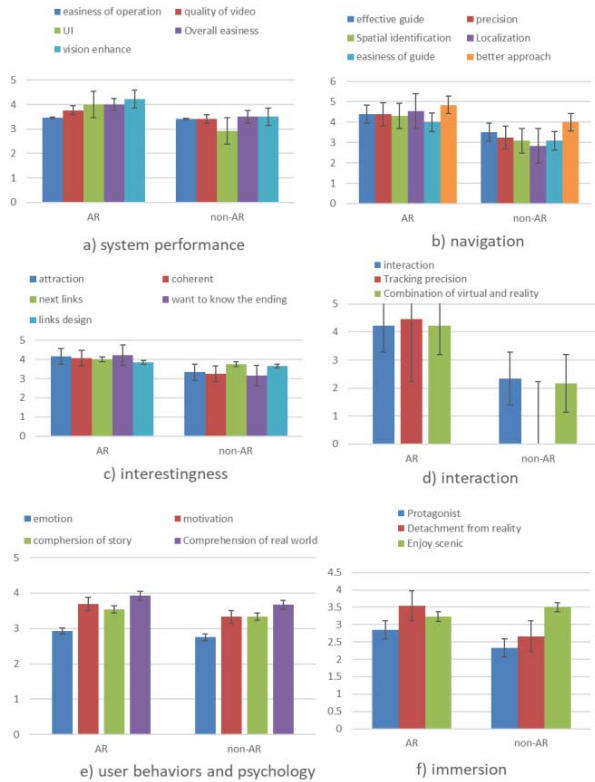 easiness of operation
quality of video
UI
Overall easiness
vision enhance
5
4
3
2
1
0
AR
non-AR
a) system performance
effective guide
precision
Spatial identification
Localization
easiness of guide
better approach
6
5
4
3
2
1
0
AR
non-AR
b) navigation
attraction
coherent
next links
want to know the ending
links design
5
4
3
2
1
0
AR
non-AR
c) interestingness
interaction
Tracking precision
Combination of virtual and reality
5
4
3
2
1
0
AR
non-AR
d) interaction
emotion
motivation
comphersion of story
Comprehension of real world
5
4
3
2
1
0
AR
non-AR
e) user behaviors and psychology
Protagonist
Detachment from reality
Enjoy scenic
4.5
4
3.5
3
2.5
2
1.5
1
0.5
0
AR
non-AR
f) immersion